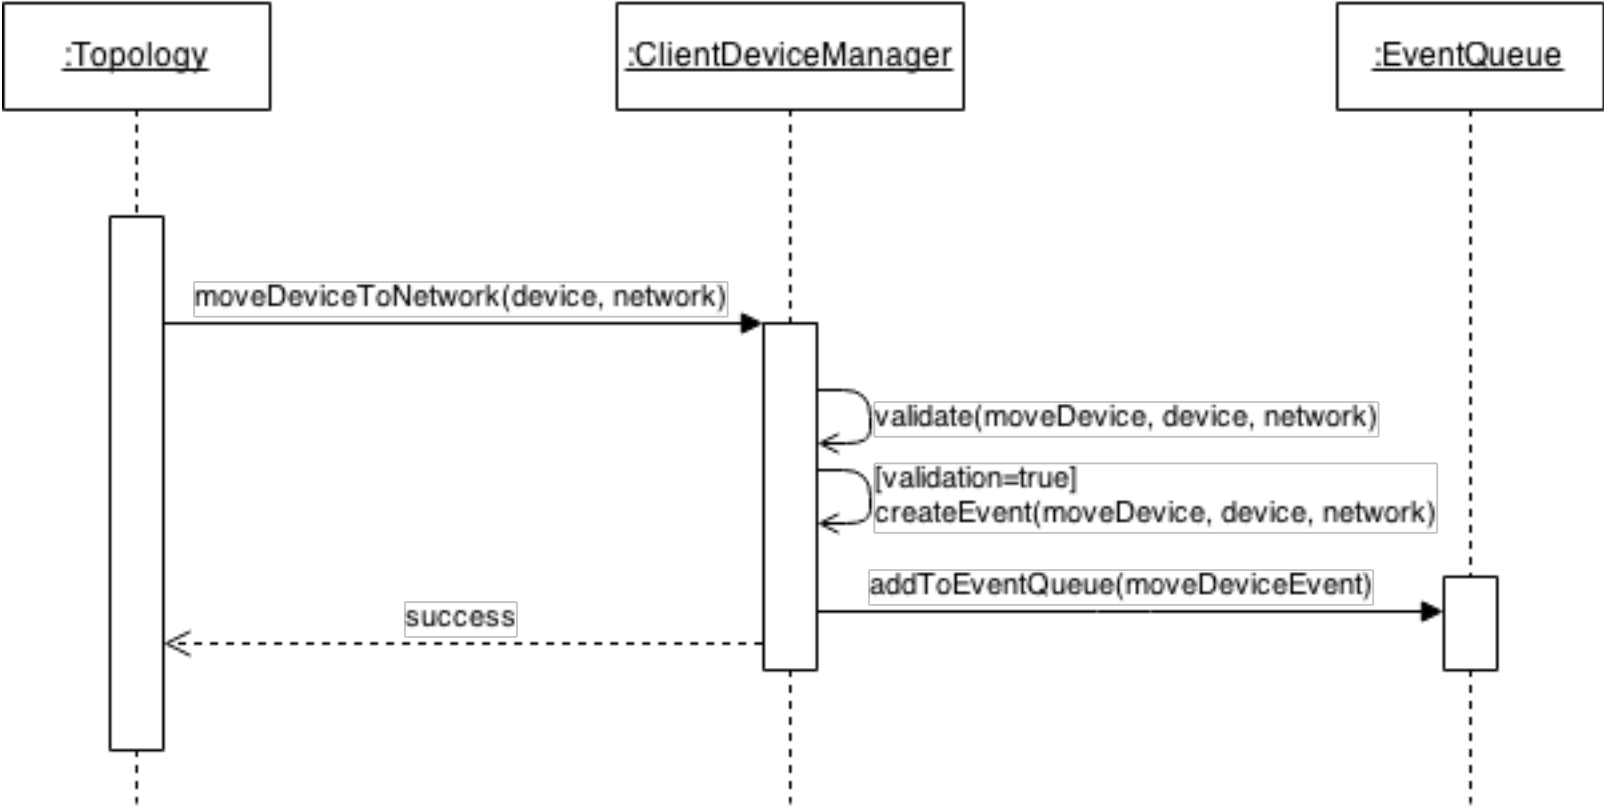 :Topology
:ClientDeviceManager
:EventQueue
moveDeviceToNetwork(device, network)
validate(moveDevice, device, network)
[validation=true]
createEvent(moveDevice, device, network)
addToEventQueue(moveDeviceEvent)
success